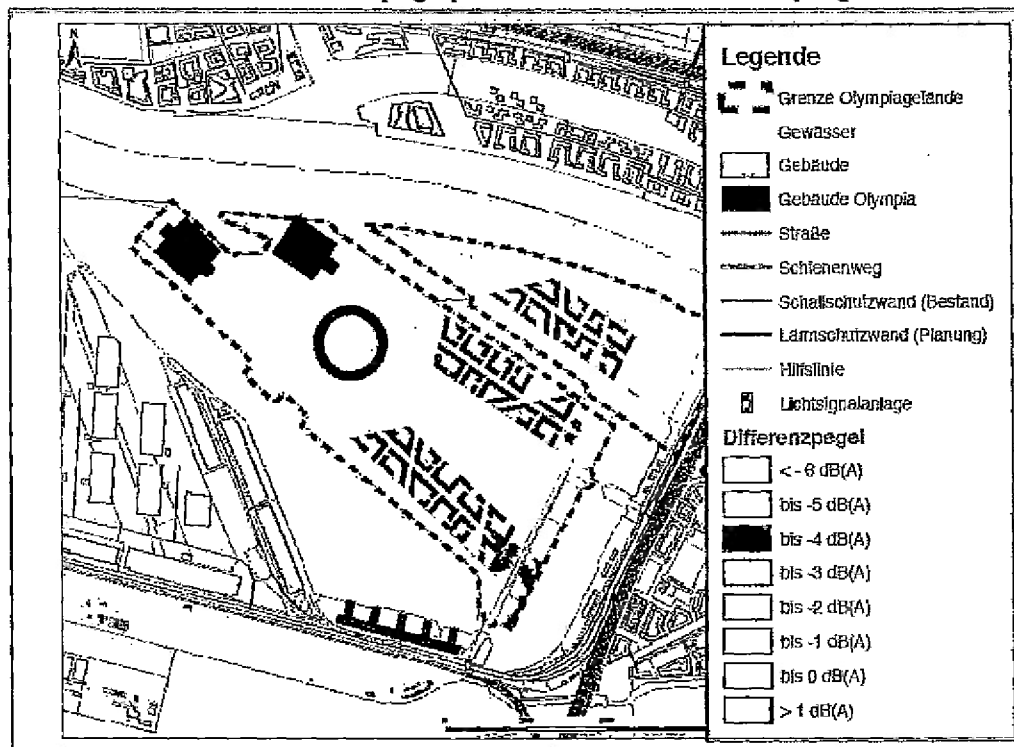 N
Legende
Grenze Olympiagelände
Gewässer
Gebäude
Gebäude Olympia
Straße
Schienenweg
Schallschutzwand (Bestand)
Lärmschutzwand (Planung)
Hilfslinie
Lichtsignalanlage
Differenzpegel
< - 6 dB(A)
bis -5 dB(A)
bis -4 dB(A)
bis -3 dB(A)
bis -2 dB(A)
bis -1 dB(A)
bis 0 dB(A)
> 1 dB(A)